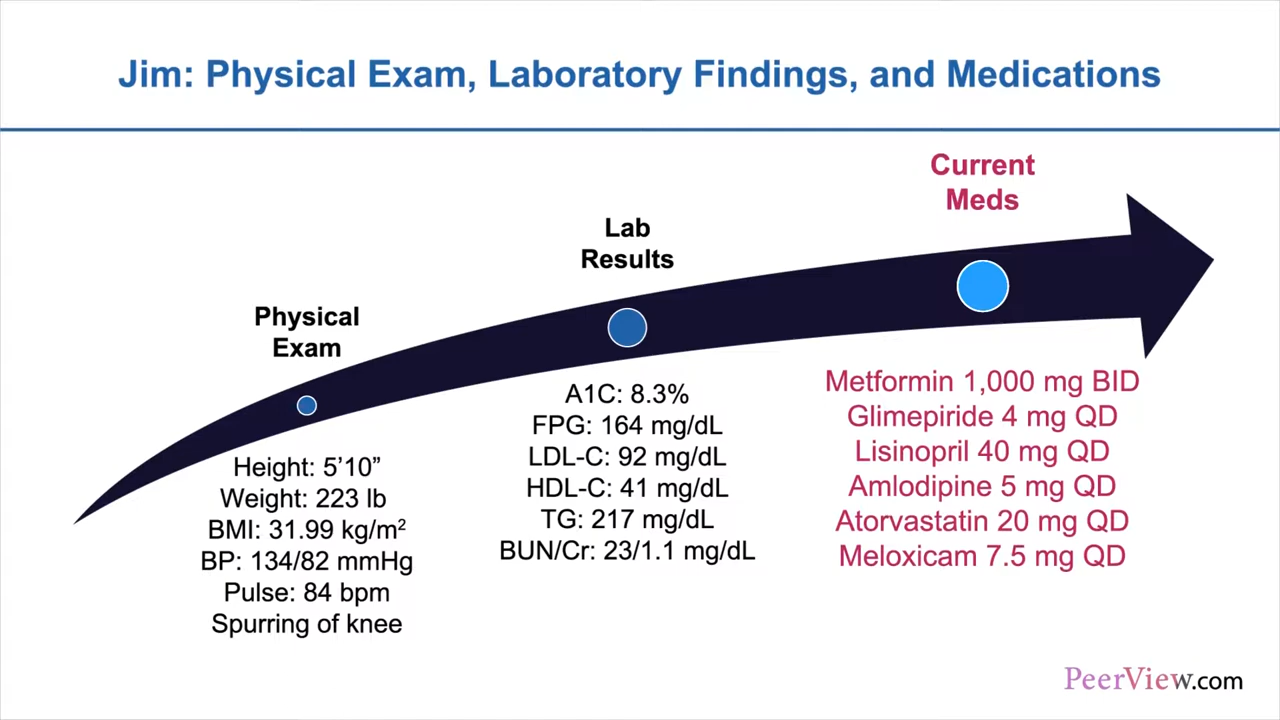 Jim: Physical Exam, Laboratory Findings, and Medications
Physical
Exam
Height: 5’10”
Weight: 223 lb
BMI: 31.99 kg/m²
BP: 134/82 mmHg
Pulse: 84 bpm
Spurring of knee
Lab
Results
A1C: 8.3%
FPG: 164 mg/dL
LDL-C: 92 mg/dL
HDL-C: 41 mg/dL
TG: 217 mg/dL
BUN/Cr: 23/1.1 mg/dL
Current
Meds
Metformin 1,000 mg BID
Glimepiride 4 mg QD
Lisinopril 40 mg QD
Amlodipine 5 mg QD
Atorvastatin 20 mg QD
Meloxicam 7.5 mg QD
PeerView.com